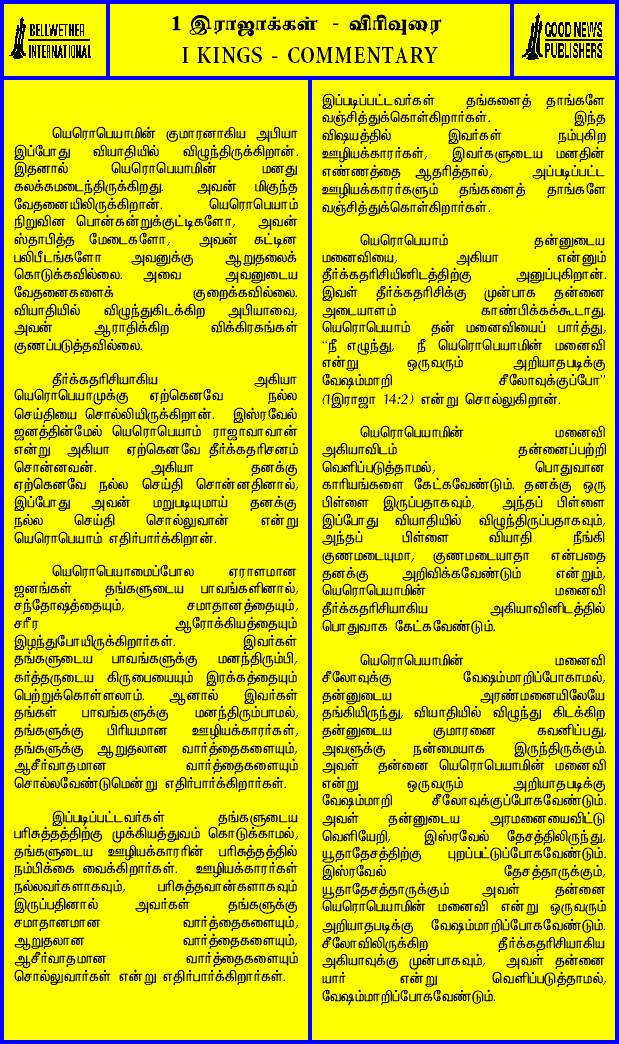 BELLWETHER
INTERNATIONAL
1 இராஜாக்கள் - விரிவுரை
I KINGS - COMMENTARY
GOOD NEWS
PUBLISHERS
யெரொபெயாமின் குமாரனாகிய அபியா
இப்போது வியாதியில் விழுந்திருக்கிறான்.
இதனால் யெரொபெயாமின் மனது
கலக்கமடைந்திருக்கிறது. அவன் மிகுந்த
வேதனையிலிருக்கிறான். யெரொபெயாம்
நிறுவின பொன்கன்றுக்குட்டிகளோ, அவன்
ஸ்தாபித்த மேடைகளோ, அவன் கட்டின
பலிபீடங்களோ அவனுக்கு ஆறுதலைக்
கொடுக்கவில்லை. அவை அவனுடைய
வேதனைகளைக் குறைக்கவில்லை.
வியாதியில் விழுந்துகிடக்கிற அபியாவை,
அவன் ஆராதிக்கிற விக்கிரகங்கள்
குணப்படுத்தவில்லை.
தீர்க்கதரிசியாகிய அகியா
யெரொபெயாமுக்கு ஏற்கெனவே நல்ல
செய்தியை சொல்லியிருக்கிறான். இஸ்ரவேல்
ஜனத்தின்மேல் யெரொபெயாம் ராஜாவாவான்
என்று அகியா ஏற்கெனவே தீர்க்கதரிசனம்
சொன்னவன். அகியா தனக்கு
ஏற்கெனவே நல்ல செய்தி சொன்னதினால்,
இப்போது அவன் மறுபடியுமாய் தனக்கு
நல்ல செய்தி சொல்லுவான் என்று
யெரொபெயாம் எதிர்பார்க்கிறான்.
யெரொபெயாமைப்போல ஏராளமான
ஜனங்கள் தங்களுடைய பாவங்களினால்,
சந்தோஷத்தையும், சமாதானத்தையும்,
சரீர ஆரோக்கியத்தையும்
இழந்துபோயிருக்கிறார்கள். இவர்கள்
தங்களுடைய பாவங்களுக்கு மனந்திரும்பி,
கர்த்தருடைய கிருபையையும் இரக்கத்தையும்
பெற்றுக்கொள்ளலாம். ஆனால் இவர்கள்
தங்கள் பாவங்களுக்கு மனந்திரும்பாமல்,
தங்களுக்கு பிரியமான ஊழியக்காரர்கள்,
தங்களுக்கு ஆறுதலான வார்த்தைகளையும்,
ஆசீர்வாதமான வார்த்தைகளையும்
சொல்லவேண்டுமென்று எதிர்பார்க்கிறார்கள்.
இப்படிப்பட்டவர்கள் தங்களுடைய
பரிசுத்தத்திற்கு முக்கியத்துவம் கொடுக்காமல்,
தங்களுடைய ஊழியக்காரரின் பரிசுத்தத்தில்
நம்பிக்கை வைக்கிறார்கள். ஊழியக்காரர்கள்
நல்லவர்களாகவும், பரிசுத்தவான்களாகவும்
இருப்பதினால் அவர்கள் தங்களுக்கு
சமாதானமான வார்த்தைகளையும்,
ஆறுதலான வார்த்தைகளையும்,
ஆசீர்வாதமான வார்த்தைகளையும்
சொல்லுவார்கள் என்று எதிர்பார்க்கிறார்கள்.
இப்படிப்பட்டவர்கள் தங்களைத் தாங்களே
வஞ்சித்துக்கொள்கிறார்கள். இந்த
விஷயத்தில் இவர்கள் நம்புகிற
ஊழியக்காரர்கள், இவர்களுடைய மனதின்
எண்ணத்தை ஆதரித்தால், அப்படிப்பட்ட
ஊழியக்காரர்களும் தங்களைத் தாங்களே
வஞ்சித்துக்கொள்கிறார்கள்.
யெரொபெயாம் தன்னுடைய
மனைவியை, அகியா என்னும்
தீர்க்கதரிசியினிடத்திற்கு அனுப்புகிறான்.
இவள் தீர்க்கதரிசிக்கு முன்பாக தன்னை
அடையாளம் காண்பிக்கக்கூடாது.
யெரொபெயாம் தன் மனைவியைப் பார்த்து,
“நீ எழுந்து, நீ யெரொபெயாமின் மனைவி
என்று ஒருவரும் அறியாதபடிக்கு
வேஷம்மாறி சீலோவுக்குப்போ”
(1இராஜா 14:2) என்று சொல்லுகிறான்.
யெரொபெயாமின் மனைவி
அகியாவிடம் தன்னைப்பற்றி
வெளிப்படுத்தாமல், பொதுவான
காரியங்களை கேட்கவேண்டும். தனக்கு ஒரு
பிள்ளை இருப்பதாகவும், அந்தப் பிள்ளை
இப்போது வியாதியில் விழுந்திருப்பதாகவும்,
அந்தப் பிள்ளை வியாதி நீங்கி
குணமடையுமா, குணமடையாதா என்பதை
தனக்கு அறிவிக்கவேண்டும் என்றும்,
யெரொபெயாமின் மனைவி
தீர்க்கதரிசியாகிய அகியாவினிடத்தில்
பொதுவாக கேட்கவேண்டும்.
யெரொபெயாமின் மனைவி
சீலோவுக்கு வேஷம்மாறிப்போகாமல்,
தன்னுடைய அரண்மனையிலேயே
தங்கியிருந்து, வியாதியில் விழுந்து கிடக்கிற
தன்னுடைய குமாரனை கவனிப்பது,
அவளுக்கு நன்மையாக இருந்திருக்கும்.
அவள் தன்னை யெரொபெயாமின் மனைவி
என்று ஒருவரும் அறியாதபடிக்கு
வேஷம்மாறி சீலோவுக்குப்போகவேண்டும்.
அவள் தன்னுடைய அரமனையைவிட்டு
வெளியேறி, இஸ்ரவேல் தேசத்திலிருந்து,
யூதாதேசத்திற்கு புறப்பட்டுப்போகவேண்டும்.
இஸ்ரவேல் தேசத்தாருக்கும்,
யூதாதேசத்தாருக்கும் அவள் தன்னை
யெரொபெயாமின் மனைவி என்று ஒருவரும்
அறியாதபடிக்கு வேஷம்மாறிப்போகவேண்டும்.
சீலோவிலிருக்கிற தீர்க்கதரிசியாகிய
அகியாவுக்கு முன்பாகவும், அவள் தன்னை
யார் என்று வெளிப்படுத்தாமல்,
வேஷம்மாறிப்போகவேண்டும்.